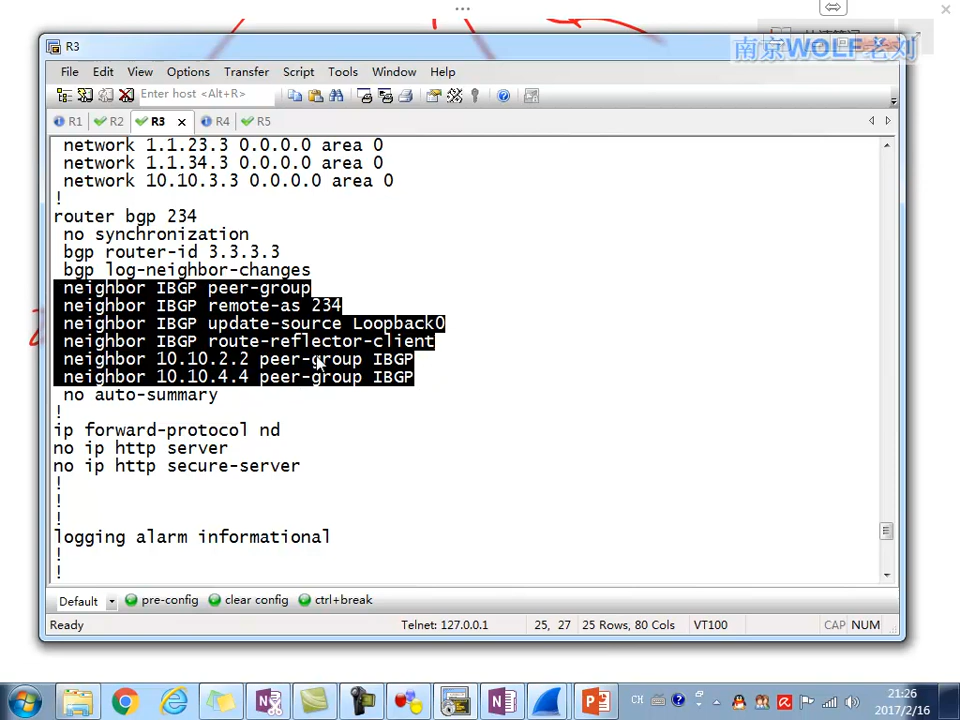 R3
南京WOLF老刘
File Edit View Options Transfer Script Tools Window Help
Enter host <Alt+R>
R1 R2 R3 R4 R5
network 1.1.23.3 0.0.0.0 area 0
network 1.1.34.3 0.0.0.0 area 0
network 10.10.3.3 0.0.0.0 area 0
!
router bgp 234
no synchronization
bgp router-id 3.3.3.3
bgp log-neighbor-changes
neighbor IBGP peer-group
neighbor IBGP remote-as 234
neighbor IBGP update-source Loopback0
neighbor IBGP route-reflector-client
neighbor 10.10.2.2 peer-group IBGP
neighbor 10.10.4.4 peer-group IBGP
no auto-summary
!
ip forward-protocol nd
no ip http server
no ip http secure-server
!
!
!
logging alarm informational
!
!
Default pre-config clear config ctrl+break
Ready Telnet: 127.0.0.1 25, 27 25 Rows, 80 Cols VT100 CAP NUM
CH 21:26
2017/2/16